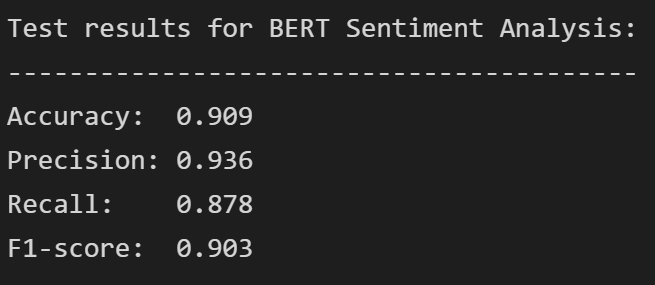 Test results for BERT Sentiment Analysis:
-----------------------------------------
Accuracy:  0.909
Precision: 0.936
Recall:    0.878
F1-score:  0.903